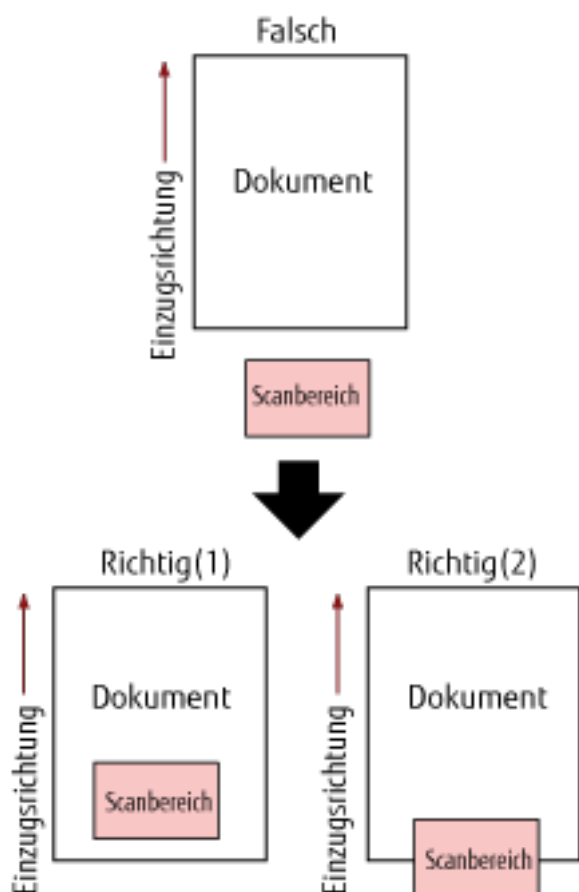 Falsch
Einzugsrichtung
Dokument
Scanbereich
Richtig(1)
Richtig(2)
Einzugsrichtung
Dokument
Scanbereich
Einzugsrichtung
Dokument
Scanbereich